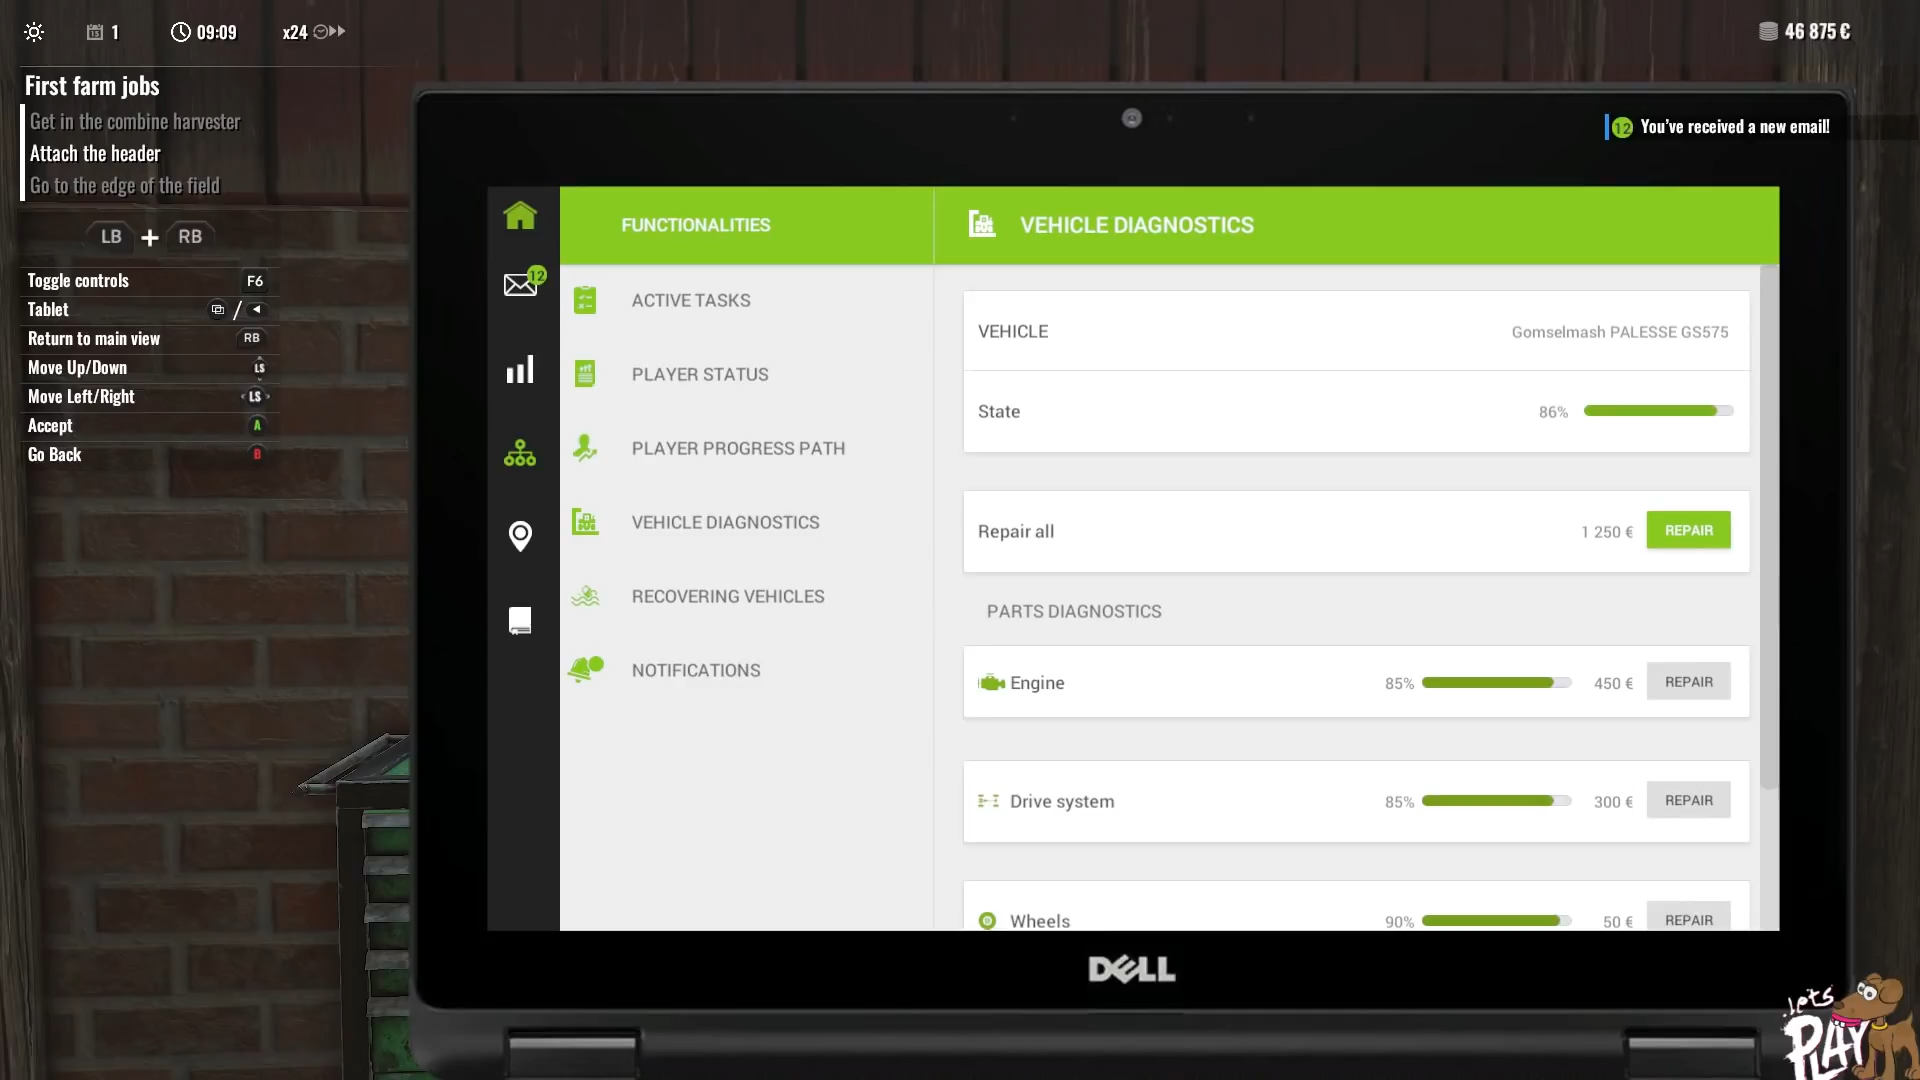 1
09:09
x24
46 875 €
First farm jobs
Get in the combine harvester
Attach the header
Go to the edge of the field
LB + RB
Toggle controls F6
Tablet /
Return to main view RB
Move Up/Down LS
Move Left/Right LS
Accept A
Go Back B
12 You've received a new email!
12
FUNCTIONALITIES
ACTIVE TASKS
PLAYER STATUS
PLAYER PROGRESS PATH
VEHICLE DIAGNOSTICS
RECOVERING VEHICLES
NOTIFICATIONS
VEHICLE DIAGNOSTICS
VEHICLE Gomselmash PALESSE GS575
State 86%
Repair all 1 250 € REPAIR
PARTS DIAGNOSTICS
Engine 85% 450 € REPAIR
Drive system 85% 300 € REPAIR
Wheels 90% 50 € REPAIR
DELL
Lets
PLAY